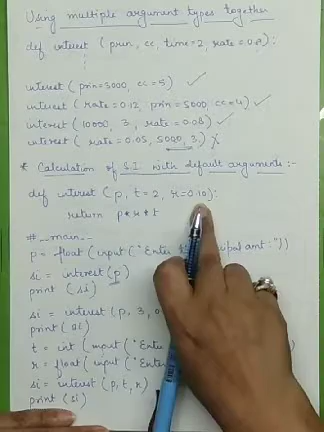 Using multiple argument types together
def interest (prin, cc, time=2, rate=0.09):
⋮
interest (prin=3000, cc=5) ✓
interest (rate=0.12, prin=5000, cc=4) ✓
interest (10000, 3, rate=0.08) ✓
interest (rate=0.05, 5000, 3) ✗
* Calculation of S.I. with default arguments :-
def interest (p, t=2, r=0.10):
return p*r*t
# __main__
p = float (input ("Enter amt:"))
si = interest (p)
print (si)
si = interest (p, 3, 0
print (si)
t = int (input ("Enter
r = float (input ("Enter
si = interest (p, t, r)
print (si)